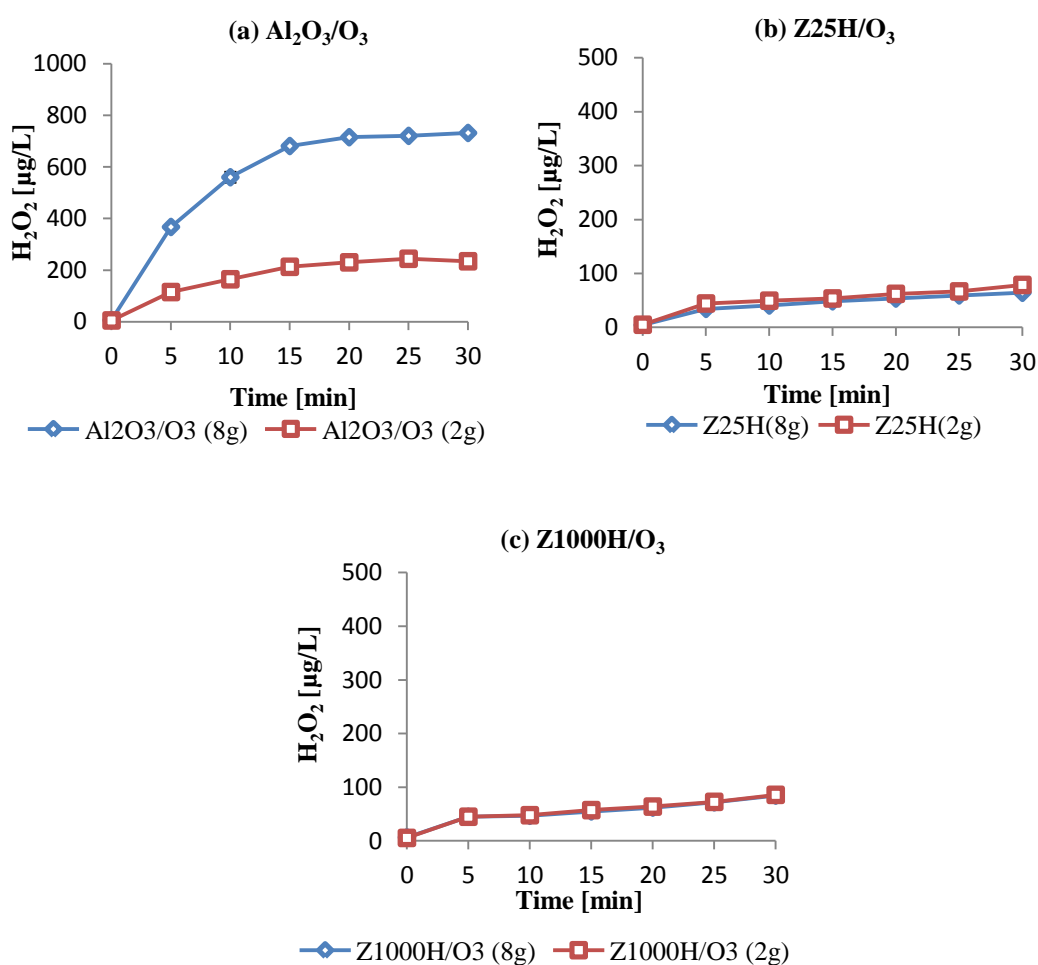 (a) Al₂O₃/O₃
1000
800
600
400
200
0
H₂O₂ [µg/L]
0 5 10 15 20 25 30
Time [min]
Al2O3/O3 (8g) Al2O3/O3 (2g)
(b) Z25H/O₃
500
400
300
200
100
0
H₂O₂ [µg/L]
0 5 10 15 20 25 30
Time [min]
Z25H(8g) Z25H(2g)
(c) Z1000H/O₃
500
400
300
200
100
0
H₂O₂ [µg/L]
0 5 10 15 20 25 30
Time [min]
Z1000H/O3 (8g) Z1000H/O3 (2g)